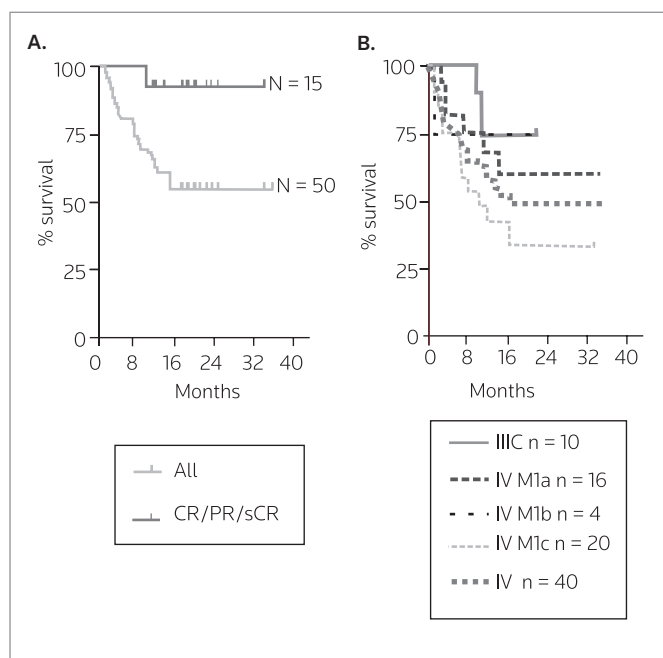 A.
100
75
50
25
0
% survival
N = 15
N = 50
0 8 16 24 32 40
Months
All
CR/PR/sCR
B.
100
75
50
25
0
% survival
0 8 16 24 32 40
Months
IIIC n = 10
IV M1a n = 16
IV M1b n = 4
IV M1c n = 20
IV n = 40